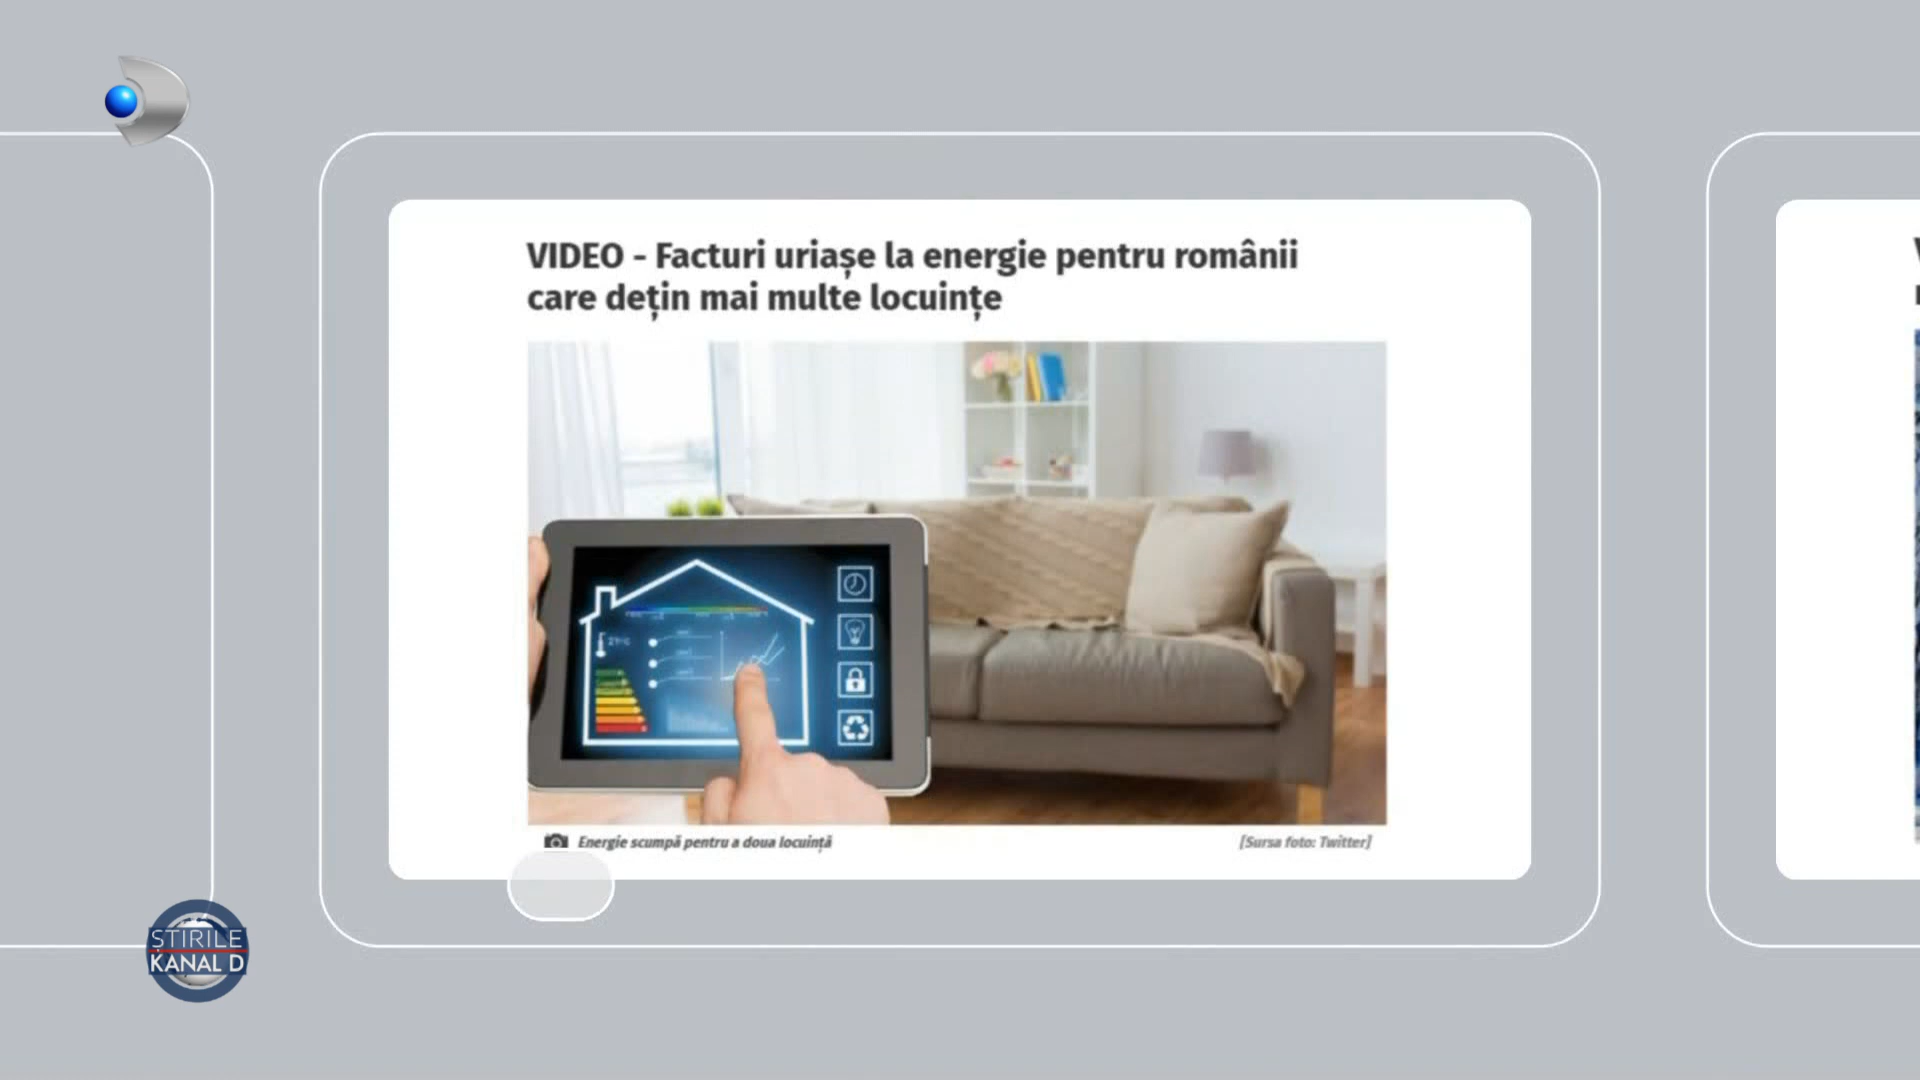 VIDEO - Facturi uriașe la energie pentru românii
care dețin mai multe locuințe
Energie scumpă pentru a doua locuință
[Sursa foto: Twitter]
ȘTIRILE
KANAL D